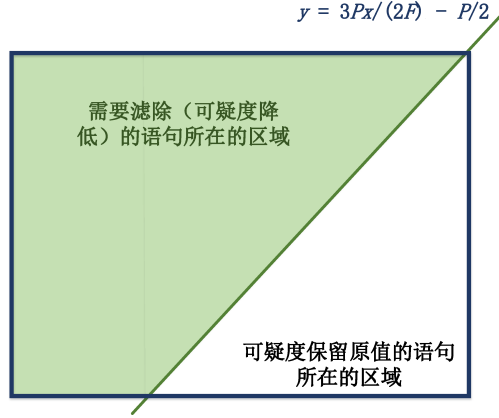 y = 3Px/(2F) - P/2
需要滤除（可疑度降
低）的语句所在的区域
可疑度保留原值的语句
所在的区域